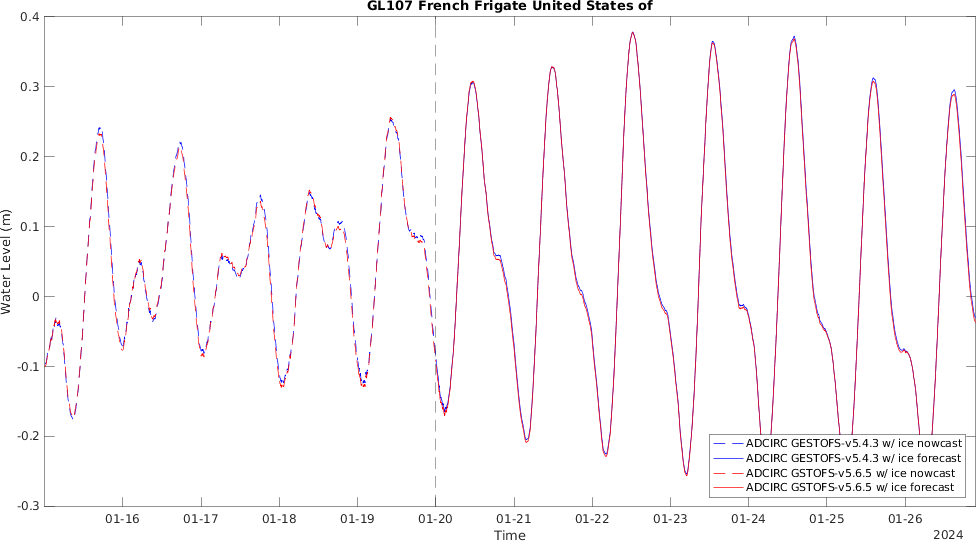 GL107 French Frigate United States of
0.4
0.3
0.2
0.1
0
-0.1
-0.2
-0.3
Water Level (m)
01-16 01-17 01-18 01-19 01-20 01-21 01-22 01-23 01-24 01-25 01-26
Time
2024
ADCIRC GESTOFS-v5.4.3 w/ ice nowcast
ADCIRC GESTOFS-v5.4.3 w/ ice forecast
ADCIRC GSTOFS-v5.6.5 w/ ice nowcast
ADCIRC GSTOFS-v5.6.5 w/ ice forecast